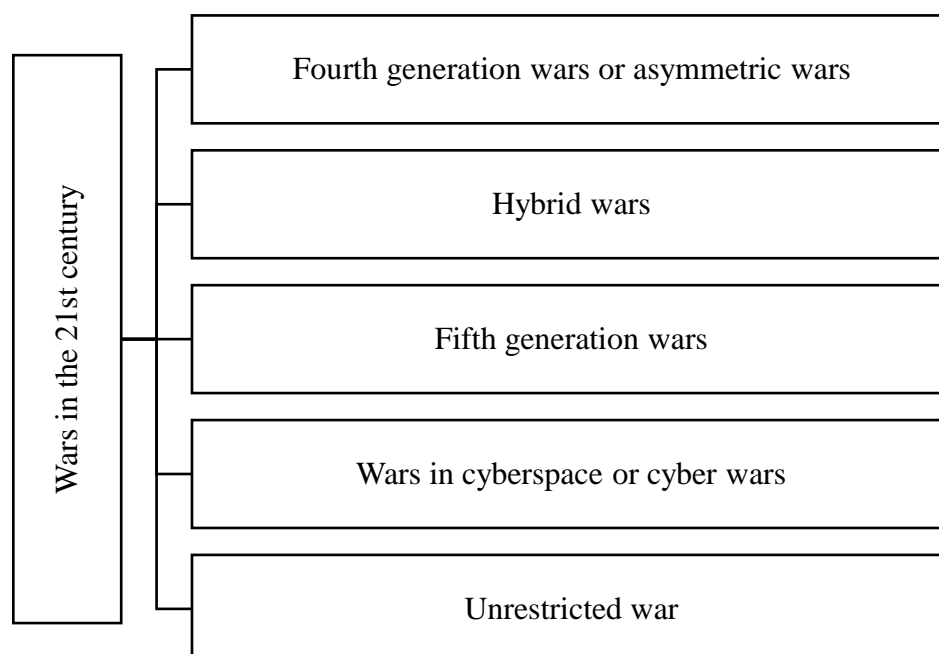 Wars in the 21st century
Fourth generation wars or asymmetric wars
Hybrid wars
Fifth generation wars
Wars in cyberspace or cyber wars
Unrestricted war